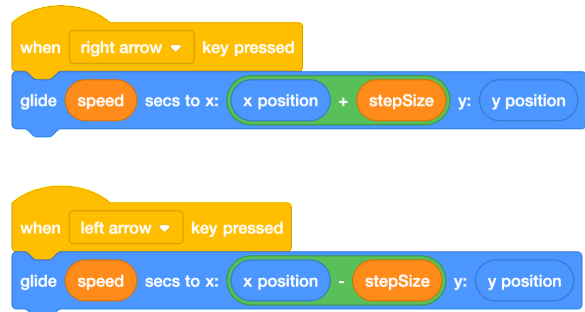 when right arrow key pressed
glide speed secs to x: x position + stepSize y: y position
when left arrow key pressed
glide speed secs to x: x position - stepSize y: y position